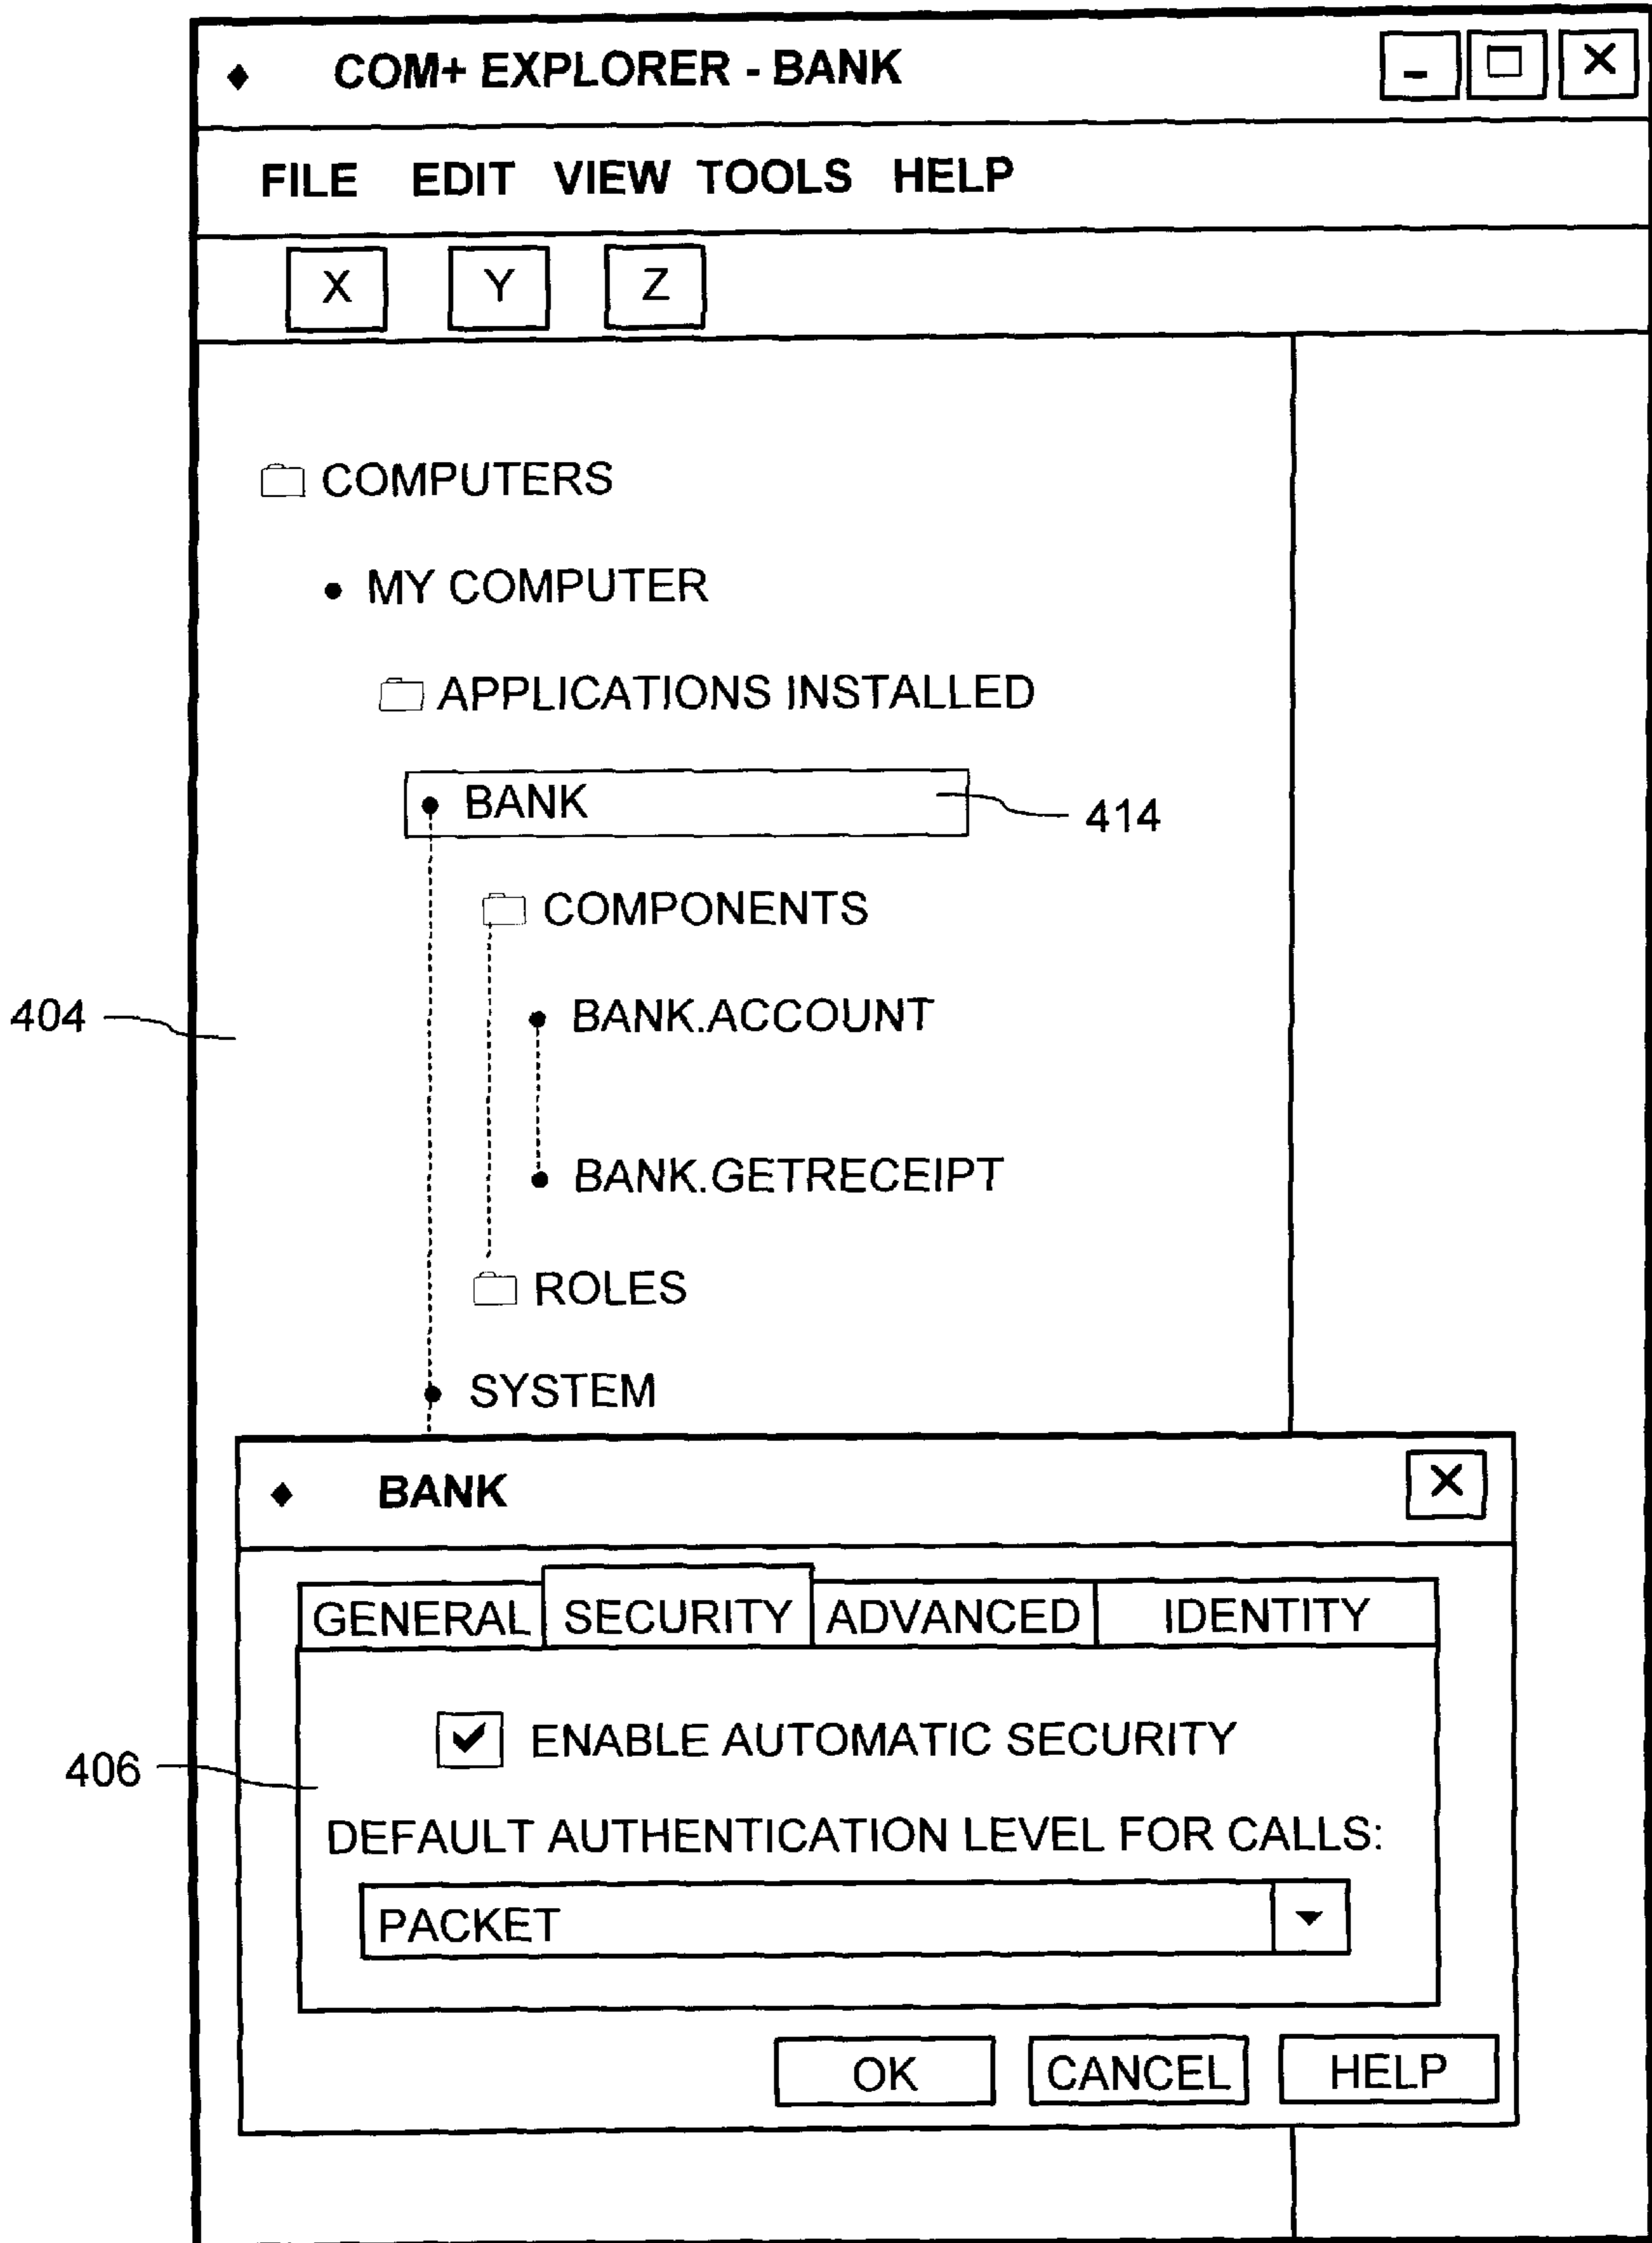 COM+ EXPLORER - BANK
FILE EDIT VIEW TOOLS HELP
X Y Z
COMPUTERS
MY COMPUTER
APPLICATIONS INSTALLED
BANK
414
COMPONENTS
404
BANK.ACCOUNT
BANK.GETRECEIPT
ROLES
SYSTEM
BANK
GENERAL SECURITY ADVANCED IDENTITY
ENABLE AUTOMATIC SECURITY
406
DEFAULT AUTHENTICATION LEVEL FOR CALLS:
PACKET
OK CANCEL HELP